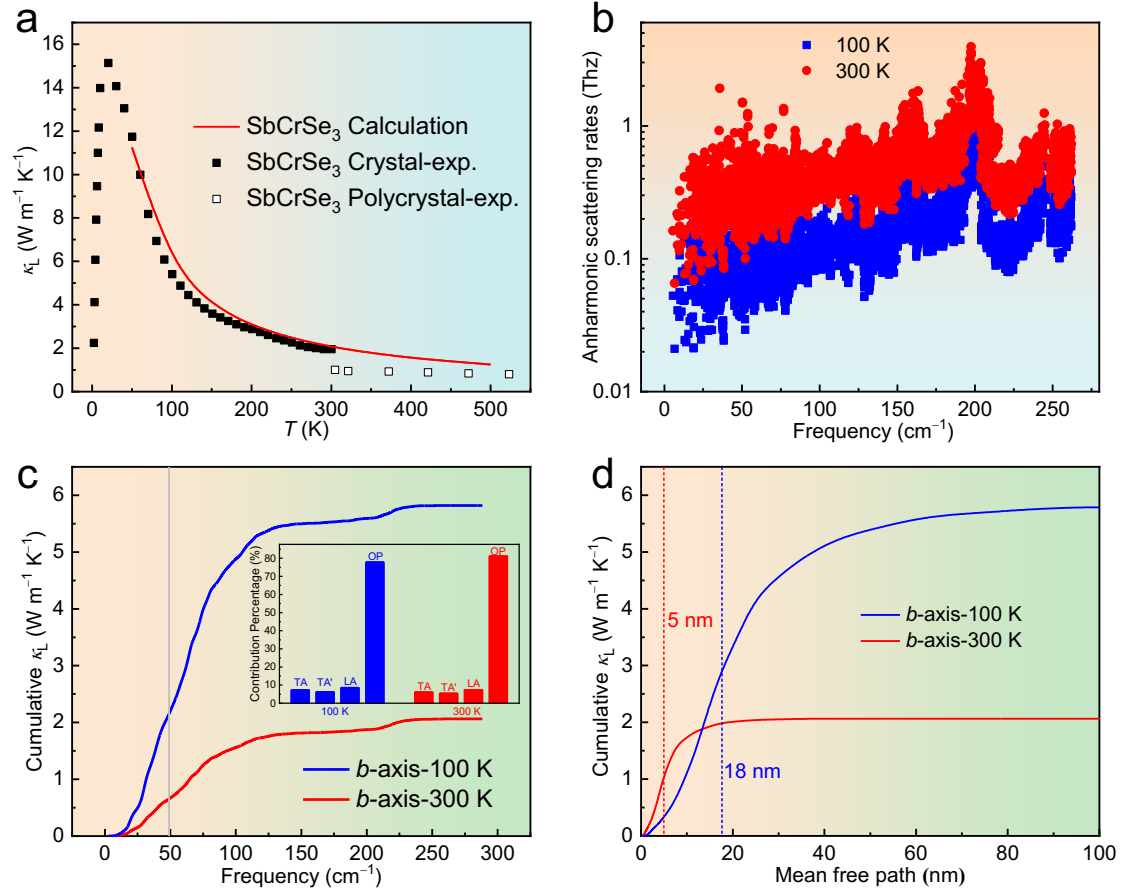 a
κL (W m−1 K−1)
16
14
12
10
8
6
4
2
0
SbCrSe3 Calculation
SbCrSe3 Crystal-exp.
SbCrSe3 Polycrystal-exp.
0 100 200 300 400 500
T (K)
b
Anharmonic scattering rates (Thz)
1
0.1
0.01
100 K
300 K
0 50 100 150 200 250
Frequency (cm−1)
c
Cumulative κL (W m−1 K−1)
6
5
4
3
2
1
0
Contribution Percentage (%)
80
70
60
50
40
30
20
10
0
TA TA' LA OP
100 K
TA TA' LA OP
300 K
b-axis-100 K
b-axis-300 K
0 50 100 150 200 250 300
Frequency (cm−1)
d
Cumulative κL (W m−1 K−1)
6
5
4
3
2
1
0
5 nm
18 nm
b-axis-100 K
b-axis-300 K
0 20 40 60 80 100
Mean free path (nm)